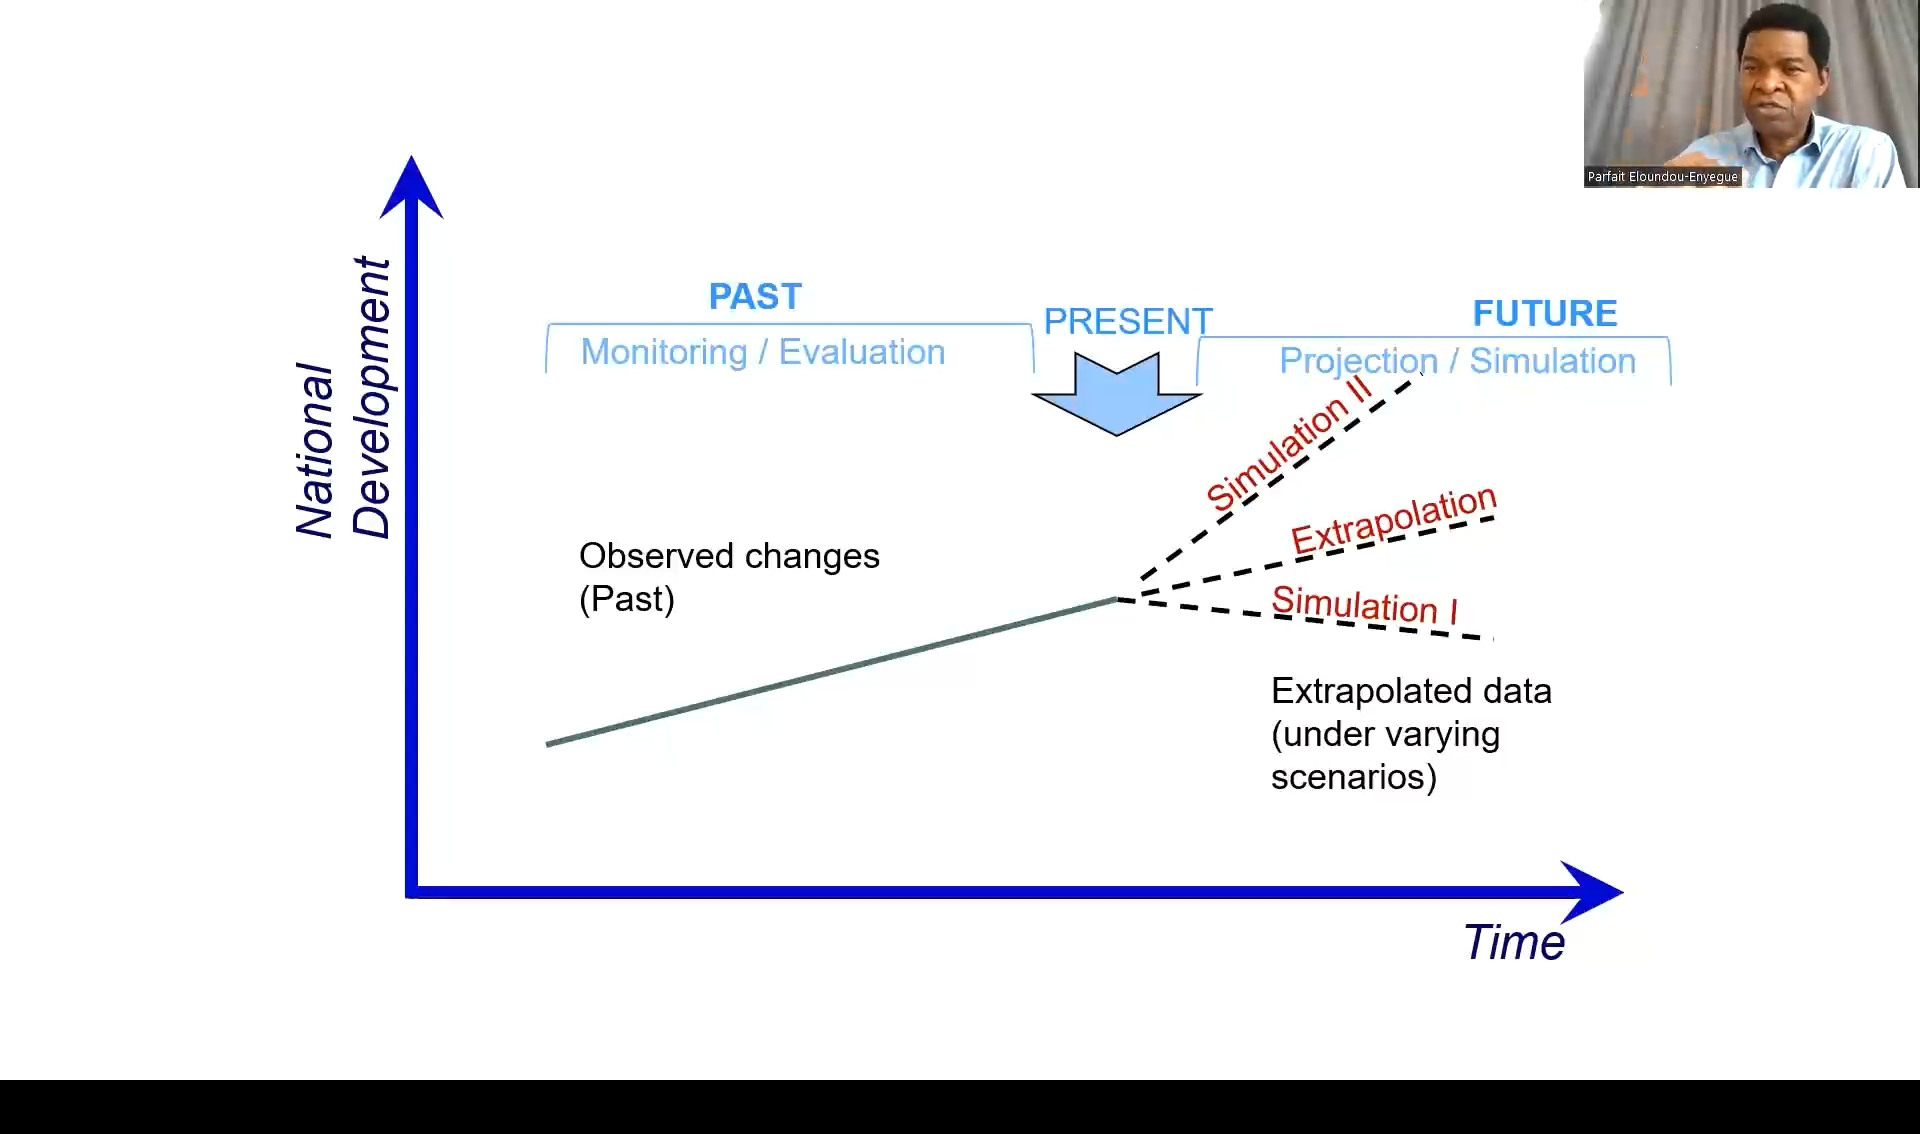 Parfait Eloundou-Enyegue
National
Development
PAST
Monitoring / Evaluation
PRESENT
FUTURE
Projection / Simulation
Simulation II
Extrapolation
Simulation I
Observed changes
(Past)
Extrapolated data
(under varying
scenarios)
Time